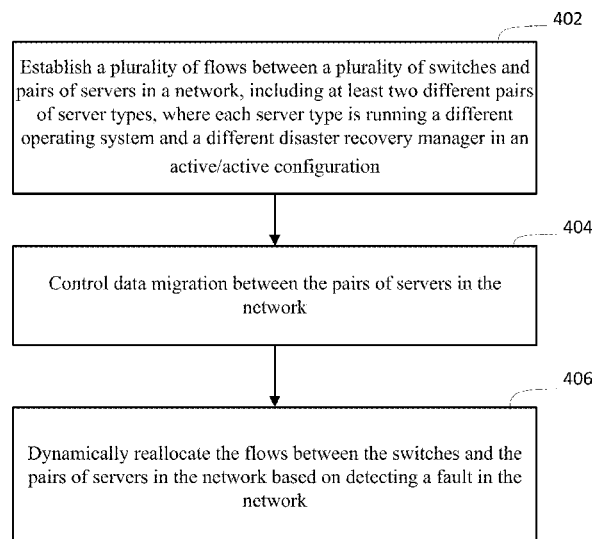 402
Establish a plurality of flows between a plurality of switches and
pairs of servers in a network, including at least two different pairs
of server types, where each server type is running a different
operating system and a different disaster recovery manager in an
active/active configuration
404
Control data migration between the pairs of servers in the
network
406
Dynamically reallocate the flows between the switches and the
pairs of servers in the network based on detecting a fault in the
network